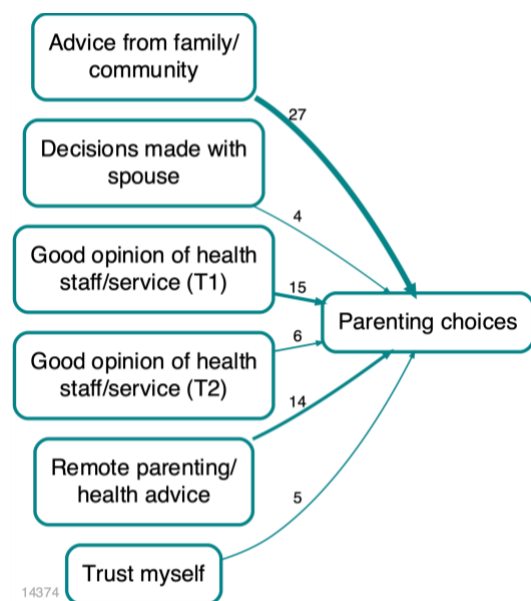 Advice from family/
community
27
Decisions made with
spouse
4
Good opinion of health
staff/service (T1)
15
Parenting choices
Good opinion of health
staff/service (T2)
6
14
Remote parenting/
health advice
5
Trust myself
14374